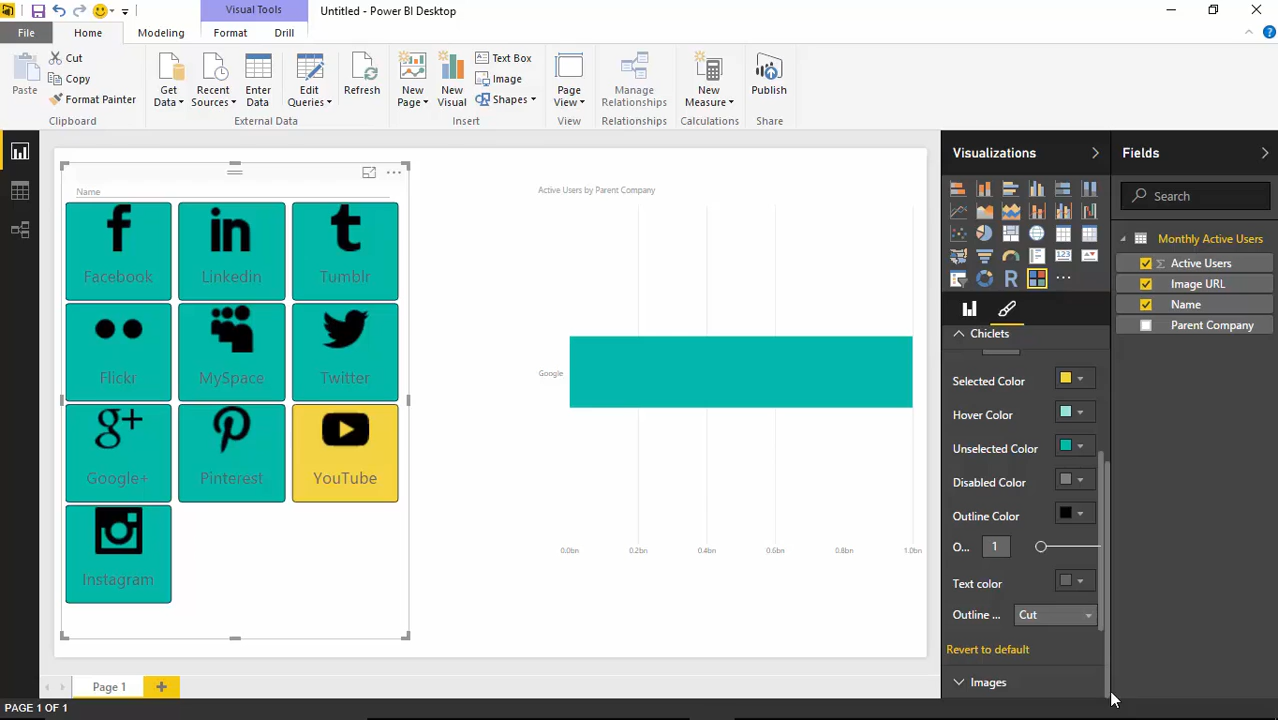 Visual Tools
Untitled - Power BI Desktop
File
Home
Modeling
Format
Drill
Paste
Cut
Copy
Format Painter
Clipboard
Get Data
Recent Sources
Enter Data
Edit Queries
Refresh
External Data
New Page
New Visual
Text Box
Image
Shapes
Insert
Page View
View
Manage Relationships
Relationships
New Measure
Calculations
Publish
Share
Name
Facebook
Linkedin
Tumblr
Flickr
MySpace
Twitter
Google+
Pinterest
YouTube
Instagram
Active Users by Parent Company
Google
0.0bn
0.2bn
0.4bn
0.6bn
0.8bn
1.0bn
Visualizations
R
Chiclets
Selected Color
Hover Color
Unselected Color
Disabled Color
Outline Color
O... 1
Text color
Outline ... Cut
Revert to default
Images
Fields
Search
Monthly Active Users
Active Users
Image URL
Name
Parent Company
Page 1
PAGE 1 OF 1